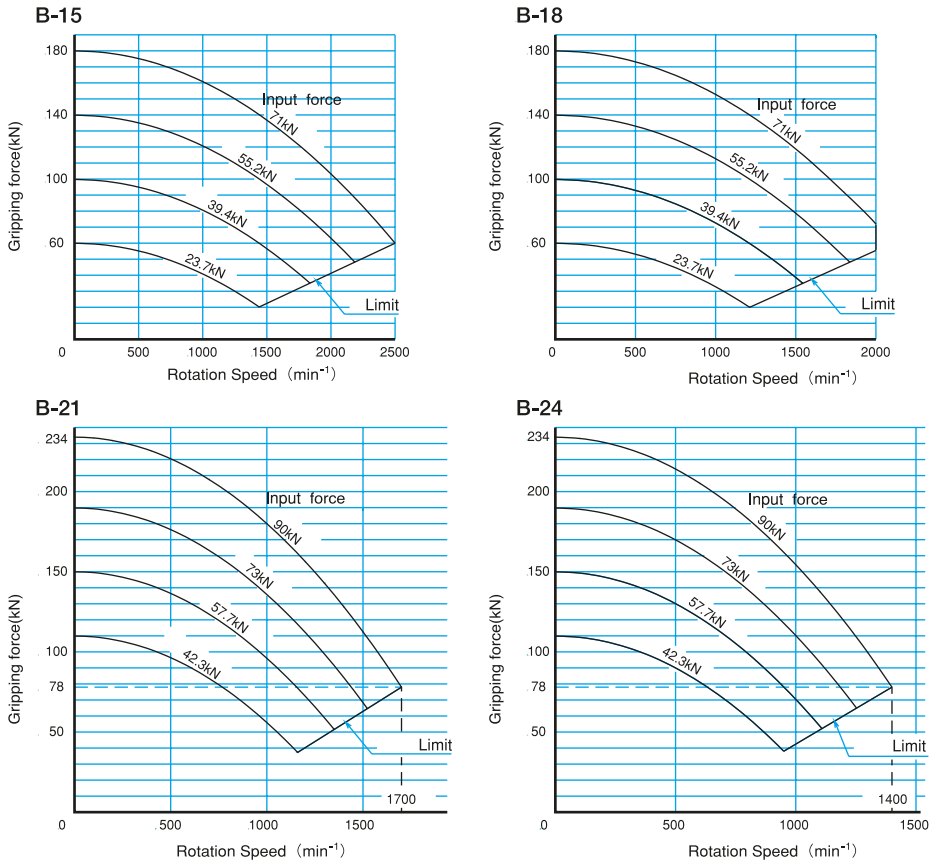 B-15
180
140
100
60
0
500
1000
1500
2000
2500
Gripping force(kN)
Rotation Speed (min⁻¹)
Input force
71kN
55.2kN
39.4kN
23.7kN
Limit
B-18
180
140
100
60
0
500
1000
1500
2000
Gripping force(kN)
Rotation Speed (min⁻¹)
Input force
71kN
55.2kN
39.4kN
23.7kN
Limit
B-21
234
200
150
100
78
50
0
500
1000
1500
1700
Gripping force(kN)
Rotation Speed (min⁻¹)
Input force
90kN
73kN
57.7kN
42.3kN
Limit
B-24
234
200
150
100
78
50
0
500
1000
1500
1400
Gripping force(kN)
Rotation Speed (min⁻¹)
Input force
90kN
73kN
57.7kN
42.3kN
Limit